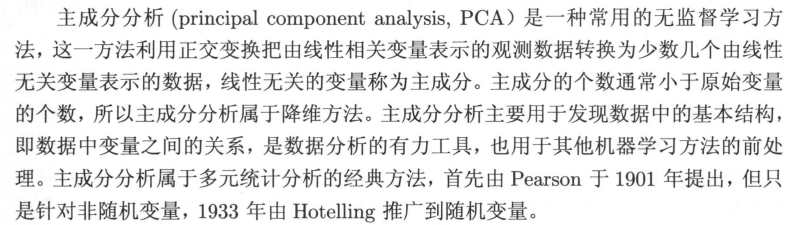 主成分分析 (principal component analysis, PCA）是一种常用的无监督学习方
法，这一方法利用正交变换把由线性相关变量表示的观测数据转换为少数几个由线性
无关变量表示的数据，线性无关的变量称为主成分。主成分的个数通常小于原始变量
的个数，所以主成分分析属于降维方法。主成分分析主要用于发现数据中的基本结构，
即数据中变量之间的关系，是数据分析的有力工具，也用于其他机器学习方法的前处
理。主成分分析属于多元统计分析的经典方法，首先由 Pearson 于 1901 年提出，但只
是针对非随机变量，1933 年由 Hotelling 推广到随机变量。